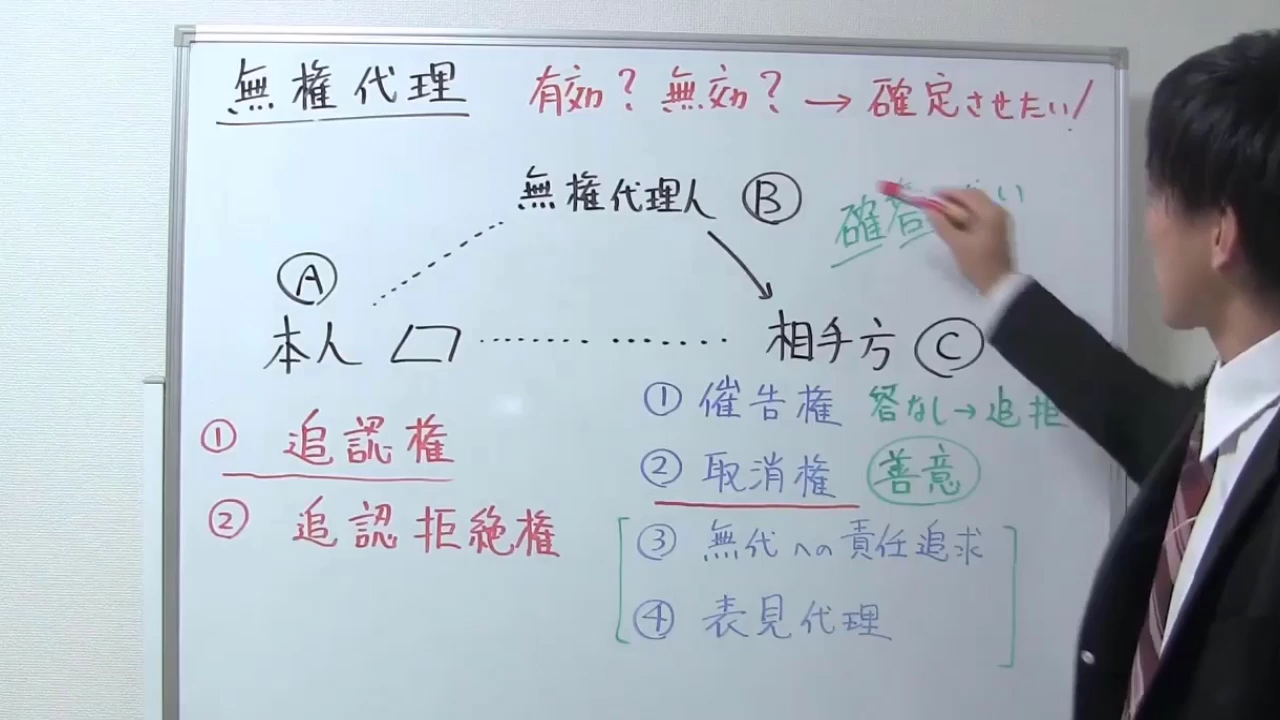 無権代理 有効？無効？→確定させたい!
無権代理人 Ⓑ
確答 い
Ⓐ
本人 相手方 Ⓒ
① 追認権
② 追認拒絶権
① 催告権 答なし→追拒
② 取消権 善意
③ 無代への責任追求
④ 表見代理